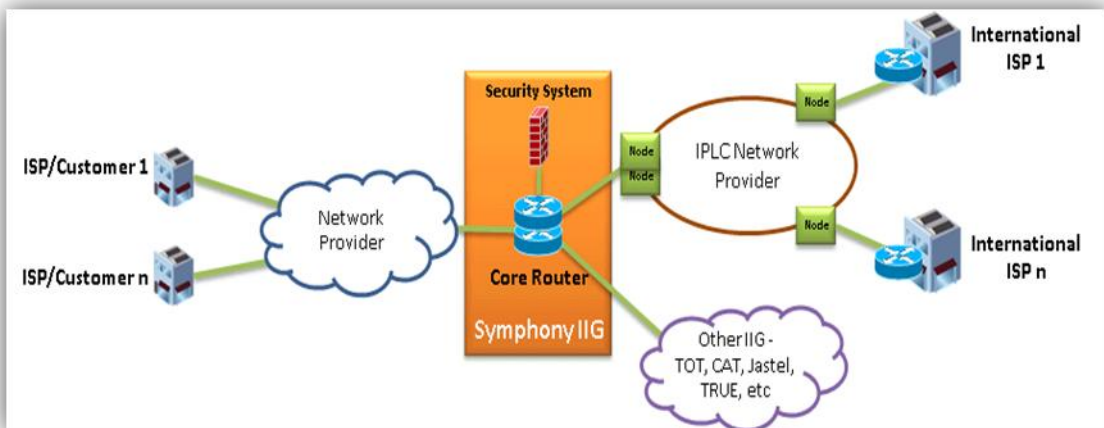 ISP/Customer 1
ISP/Customer n
Network
Provider
Security System
Core Router
Symphony IIG
Node
Node
IPLC Network
Provider
Node
Node
International
ISP 1
International
ISP n
Other IIG -
TOT, CAT, Jastel,
TRUE, etc